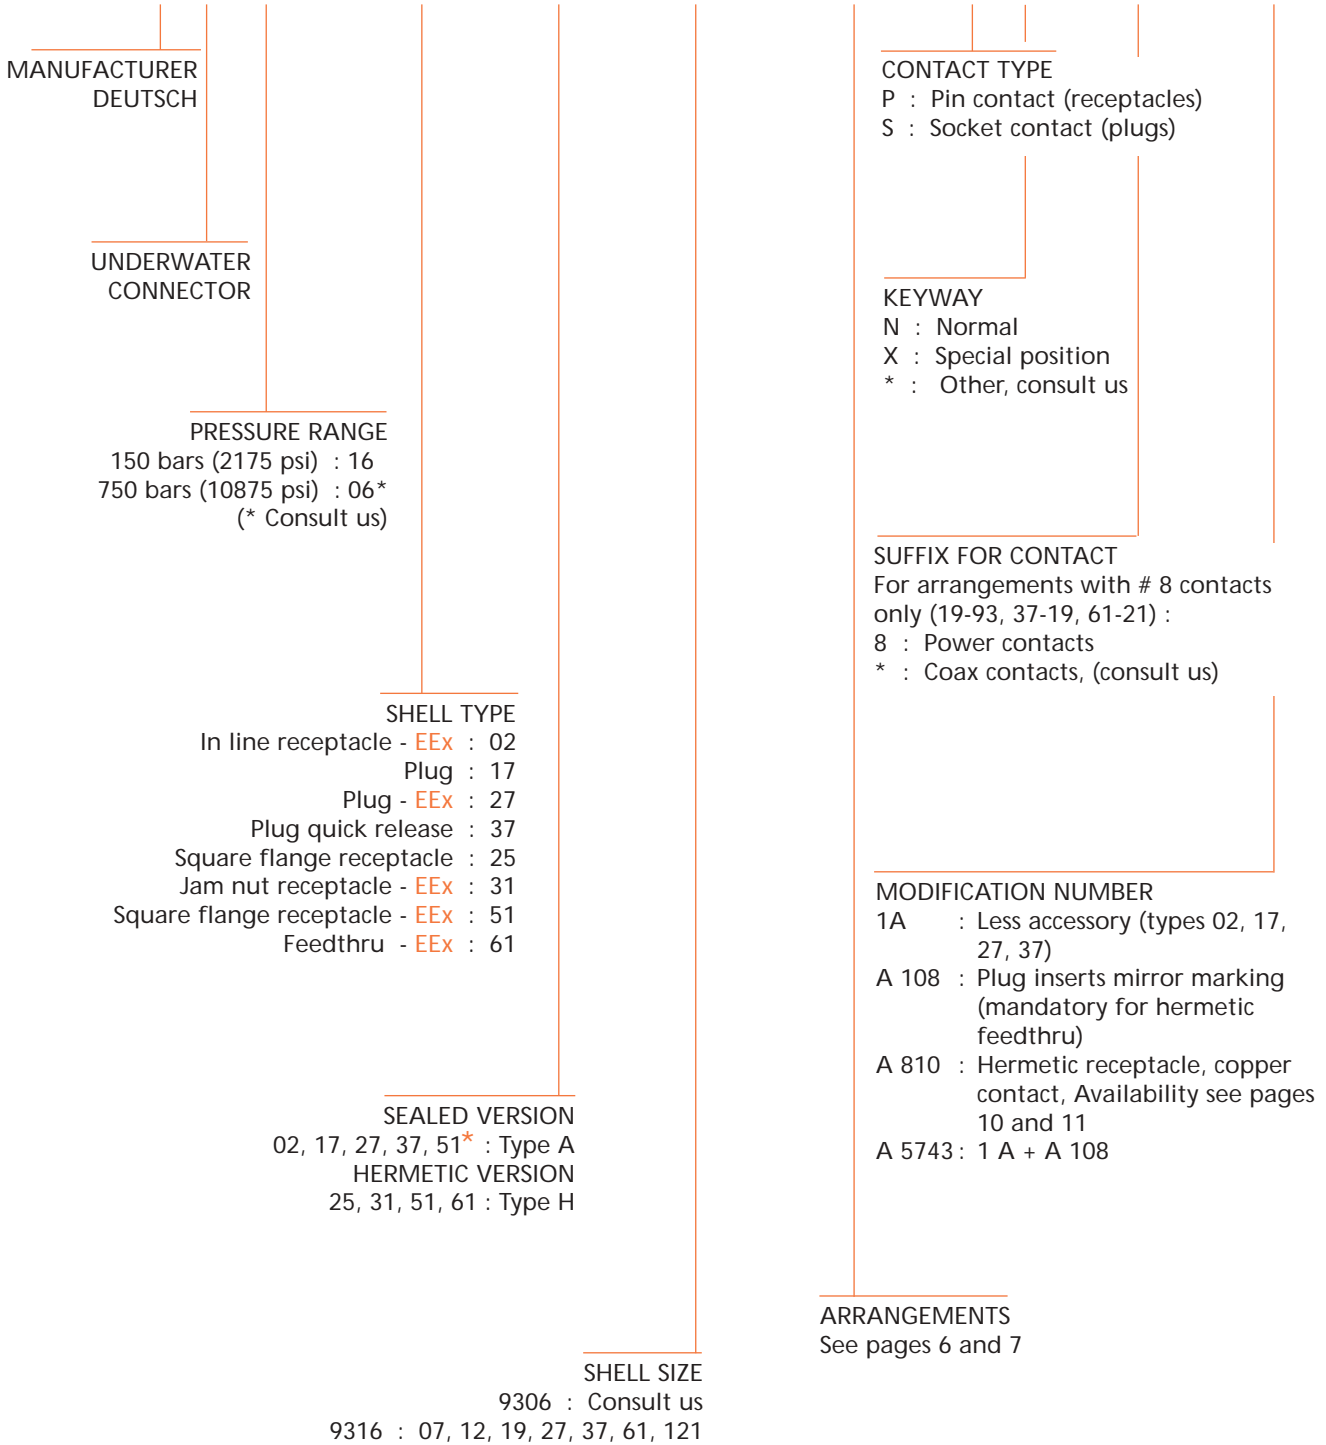 MANUFACTURER
DEUTSCH
UNDERWATER
CONNECTOR
PRESSURE RANGE
150 bars (2175 psi) : 16
750 bars (10875 psi) : 06*
(* Consult us)
SHELL TYPE
In line receptacle - EEx : 02
Plug : 17
Plug - EEx : 27
Plug quick release : 37
Square flange receptacle : 25
Jam nut receptacle - EEx : 31
Square flange receptacle - EEx : 51
Feedthru - EEx : 61
SEALED VERSION
02, 17, 27, 37, 51* : Type A
HERMETIC VERSION
25, 31, 51, 61 : Type H
SHELL SIZE
9306 : Consult us
9316 : 07, 12, 19, 27, 37, 61, 121
CONTACT TYPE
P : Pin contact (receptacles)
S : Socket contact (plugs)
KEYWAY
N : Normal
X : Special position
* : Other, consult us
SUFFIX FOR CONTACT
For arrangements with # 8 contacts
only (19-93, 37-19, 61-21) :
8 : Power contacts
* : Coax contacts, (consult us)
MODIFICATION NUMBER
1A : Less accessory (types 02, 17,
27, 37)
A 108 : Plug inserts mirror marking
(mandatory for hermetic
feedthru)
A 810 : Hermetic receptacle, copper
contact, Availability see pages
10 and 11
A 5743 : 1 A + A 108
ARRANGEMENTS
See pages 6 and 7